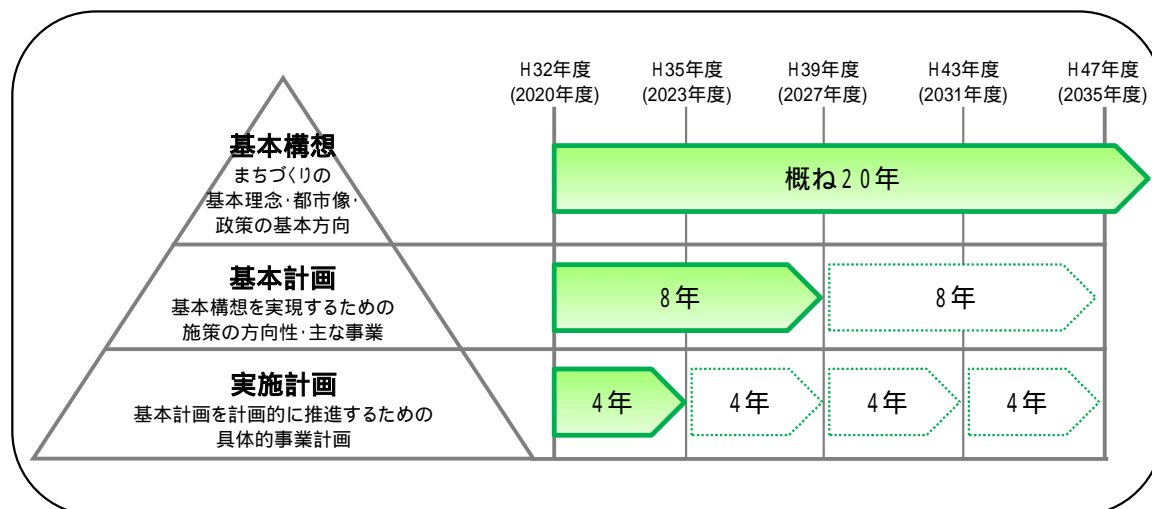 H32年度 H35年度 H39年度 H43年度 H47年度
(2020年度) (2023年度) (2027年度) (2031年度) (2035年度)
基本構想
まちづくりの
基本理念・都市像・
政策の基本方向
概ね20年
基本計画
基本構想を実現するための
施策の方向性・主な事業
8年 8年
実施計画
基本計画を計画的に推進するための
具体的事業計画
4年 4年 4年 4年